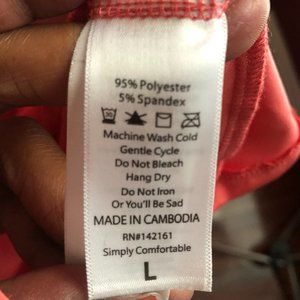 95% Polyester
5% Spandex
30
Machine Wash Cold
Gentle Cycle
Do Not Bleach
Hang Dry
Do Not Iron
Or You'll Be Sad
MADE IN CAMBODIA
RN#142161
Simply Comfortable
L